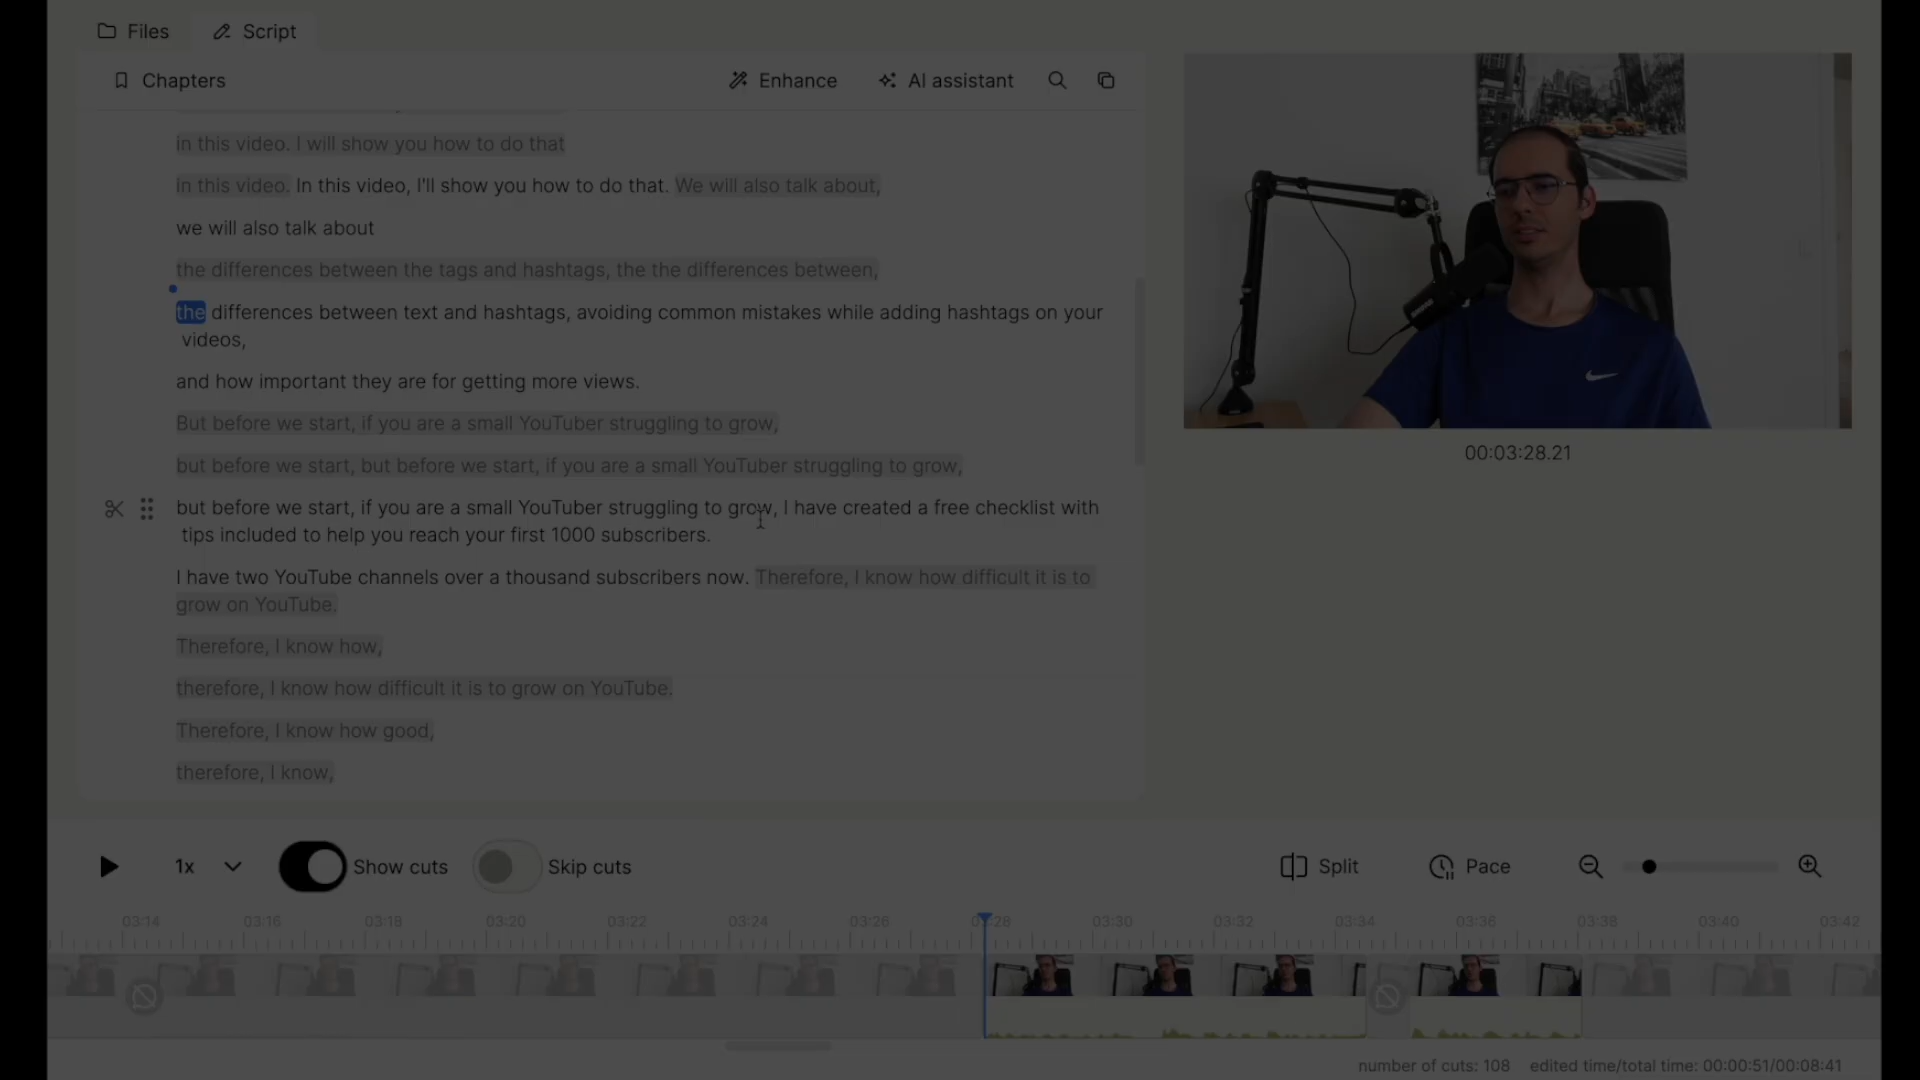 Files
Script
Chapters
Enhance
AI assistant
in this video. I will show you how to do that
in this video. In this video, I'll show you how to do that. We will also talk about,
we will also talk about
the differences between the tags and hashtags, the the differences between,
the differences between text and hashtags, avoiding common mistakes while adding hashtags on your
videos,
and how important they are for getting more views.
But before we start, if you are a small YouTuber struggling to grow,
but before we start, but before we start, if you are a small YouTuber struggling to grow,
but before we start, if you are a small YouTuber struggling to grow, I have created a free checklist with
tips included to help you reach your first 1000 subscribers.
I have two YouTube channels over a thousand subscribers now. Therefore, I know how difficult it is to
grow on YouTube.
Therefore, I know how,
therefore, I know how difficult it is to grow on YouTube.
Therefore, I know how good,
therefore, I know,
00:03:28.21
1x
Show cuts
Skip cuts
Split
Pace
03:14 03:16 03:18 03:20 03:22 03:24 03:26 03:28 03:30 03:32 03:34 03:36 03:38 03:40 03:42
number of cuts: 108 edited time/total time: 00:00:51/00:08:41